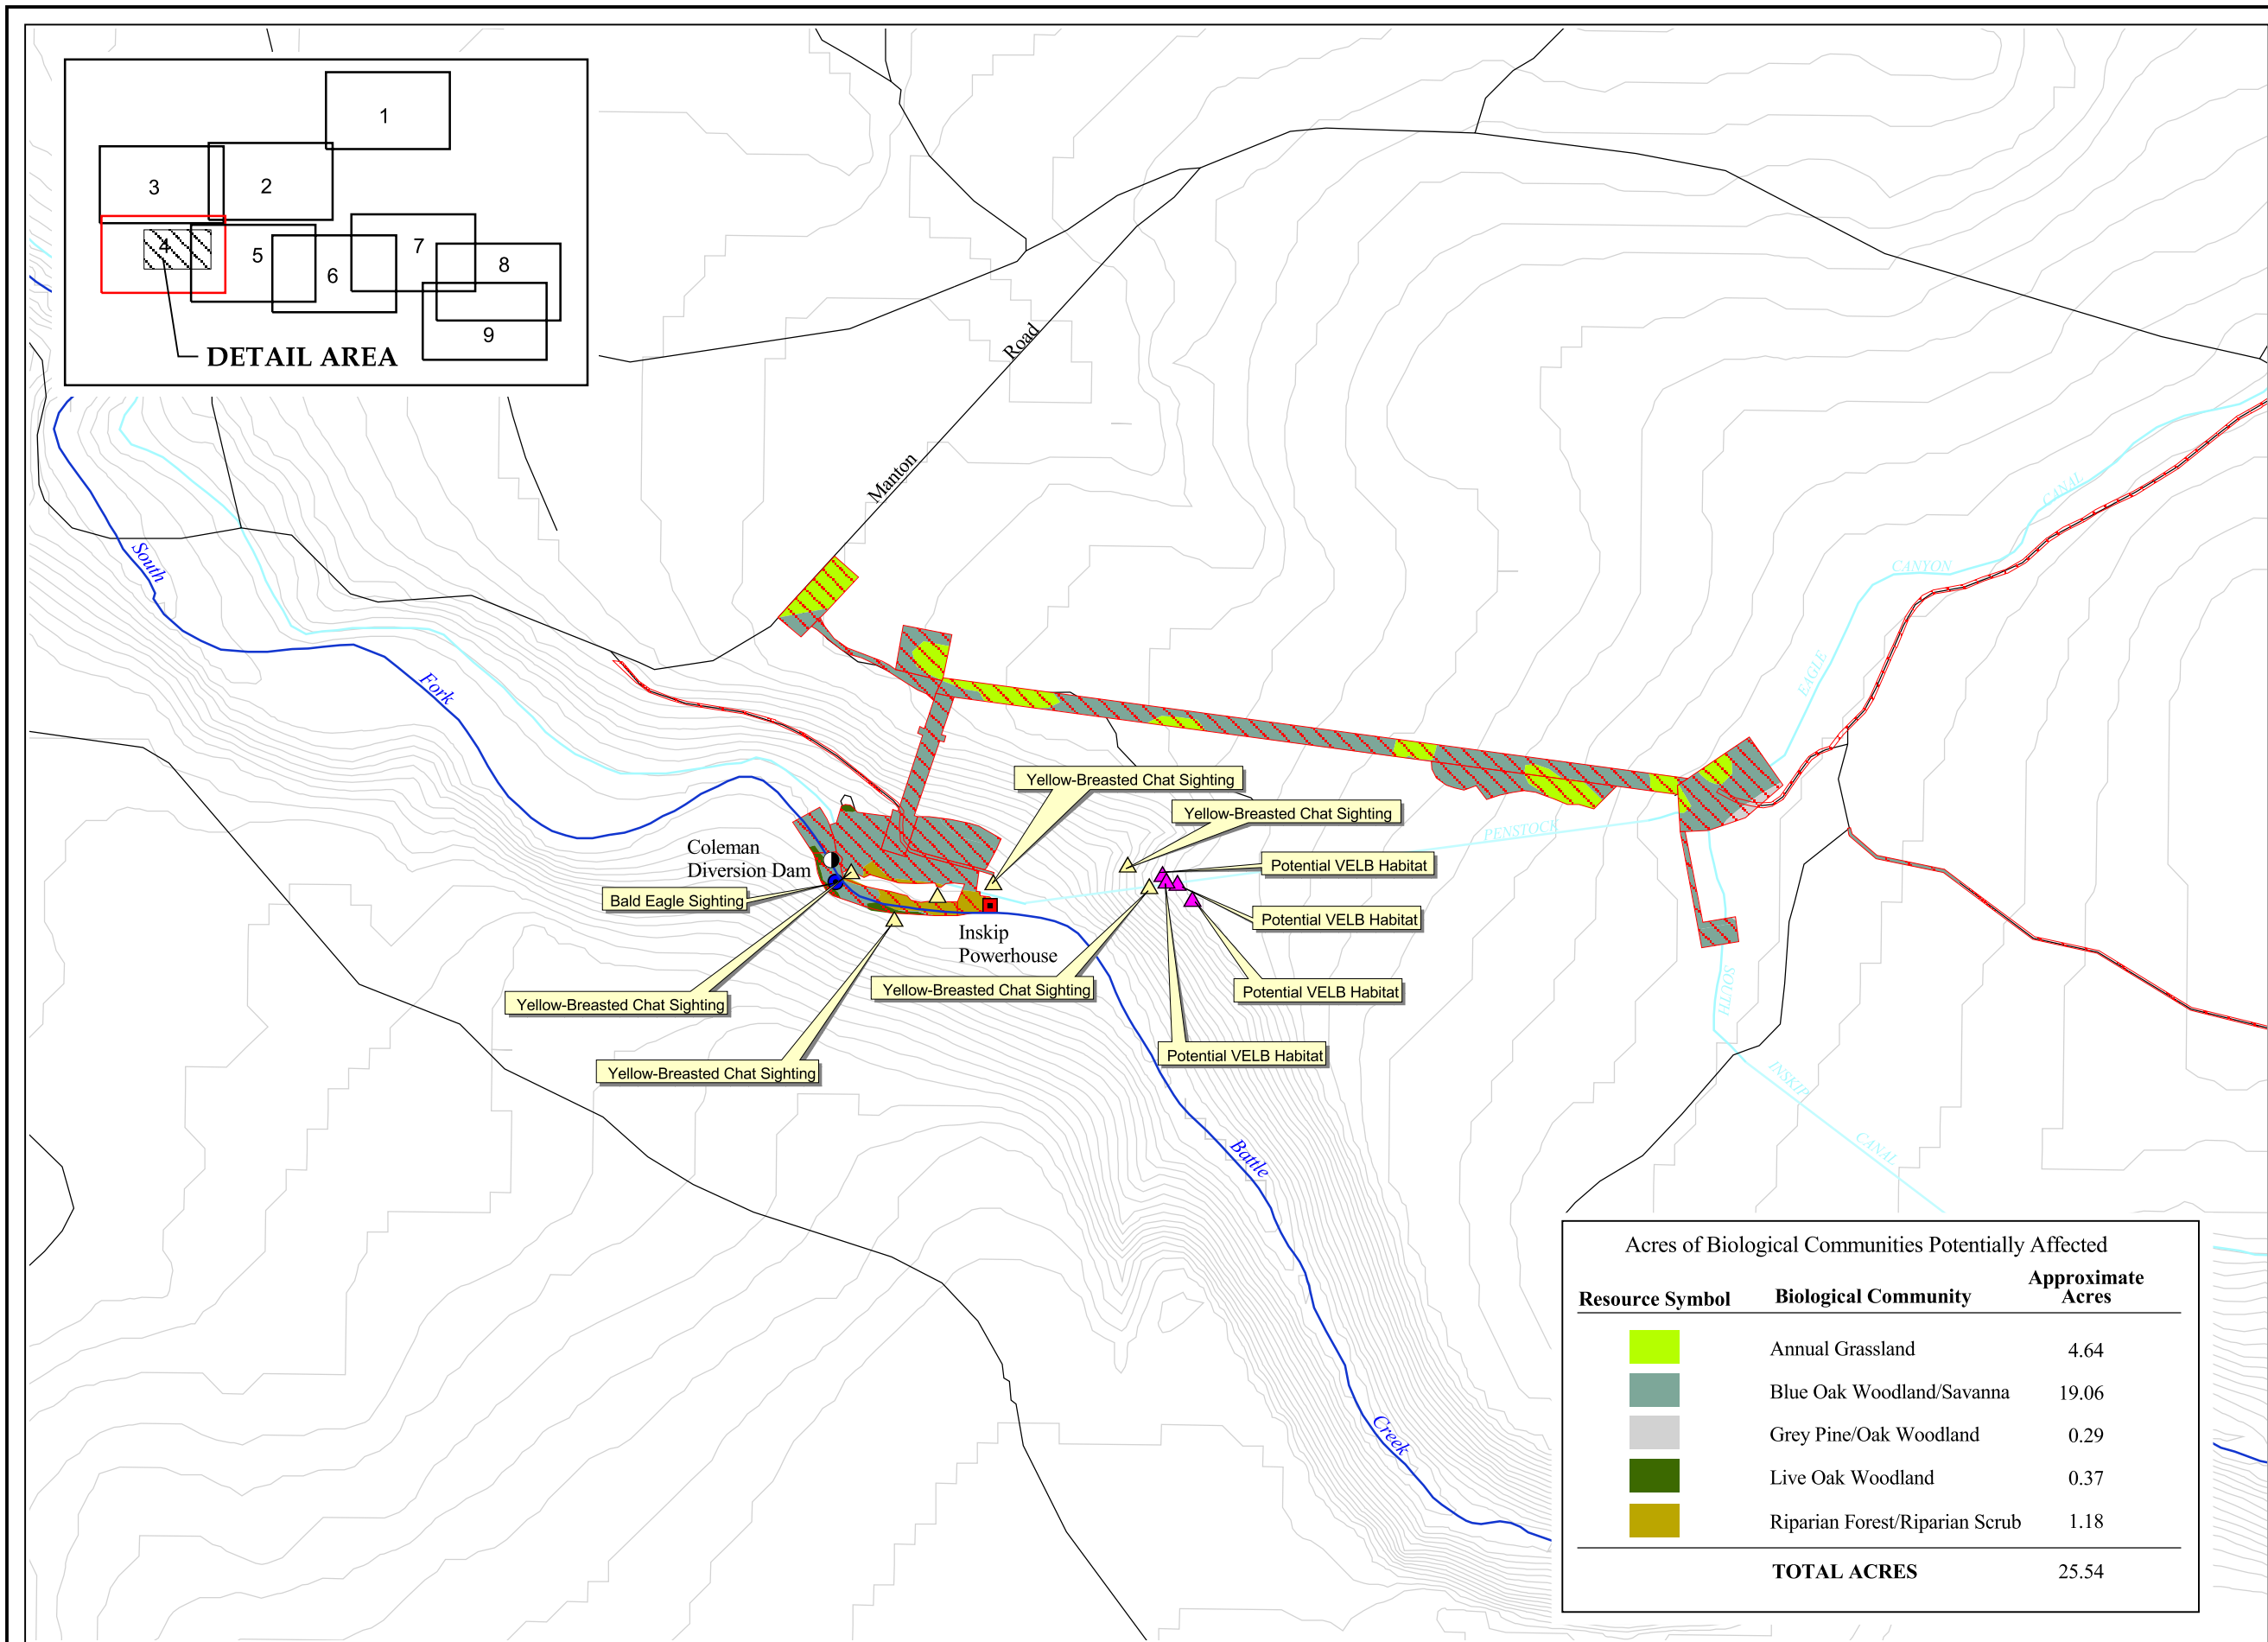 1
3
2
4
5
6
7
8
9
DETAIL AREA
Road
Manton
CANAL
CANYON
EAGLE
South
Fork
Yellow-Breasted Chat Sighting
Yellow-Breasted Chat Sighting
PENSTOCK
Coleman
Diversion Dam
Potential VELB Habitat
Bald Eagle Sighting
Potential VELB Habitat
Inskip
Powerhouse
Yellow-Breasted Chat Sighting
Potential VELB Habitat
SOUTH
Yellow-Breasted Chat Sighting
Potential VELB Habitat
Yellow-Breasted Chat Sighting
INSKIP
CANAL
Battle
Creek
Acres of Biological Communities Potentially Affected
Resource Symbol Biological Community Approximate Acres
Annual Grassland 4.64
Blue Oak Woodland/Savanna 19.06
Grey Pine/Oak Woodland 0.29
Live Oak Woodland 0.37
Riparian Forest/Riparian Scrub 1.18
TOTAL ACRES 25.54